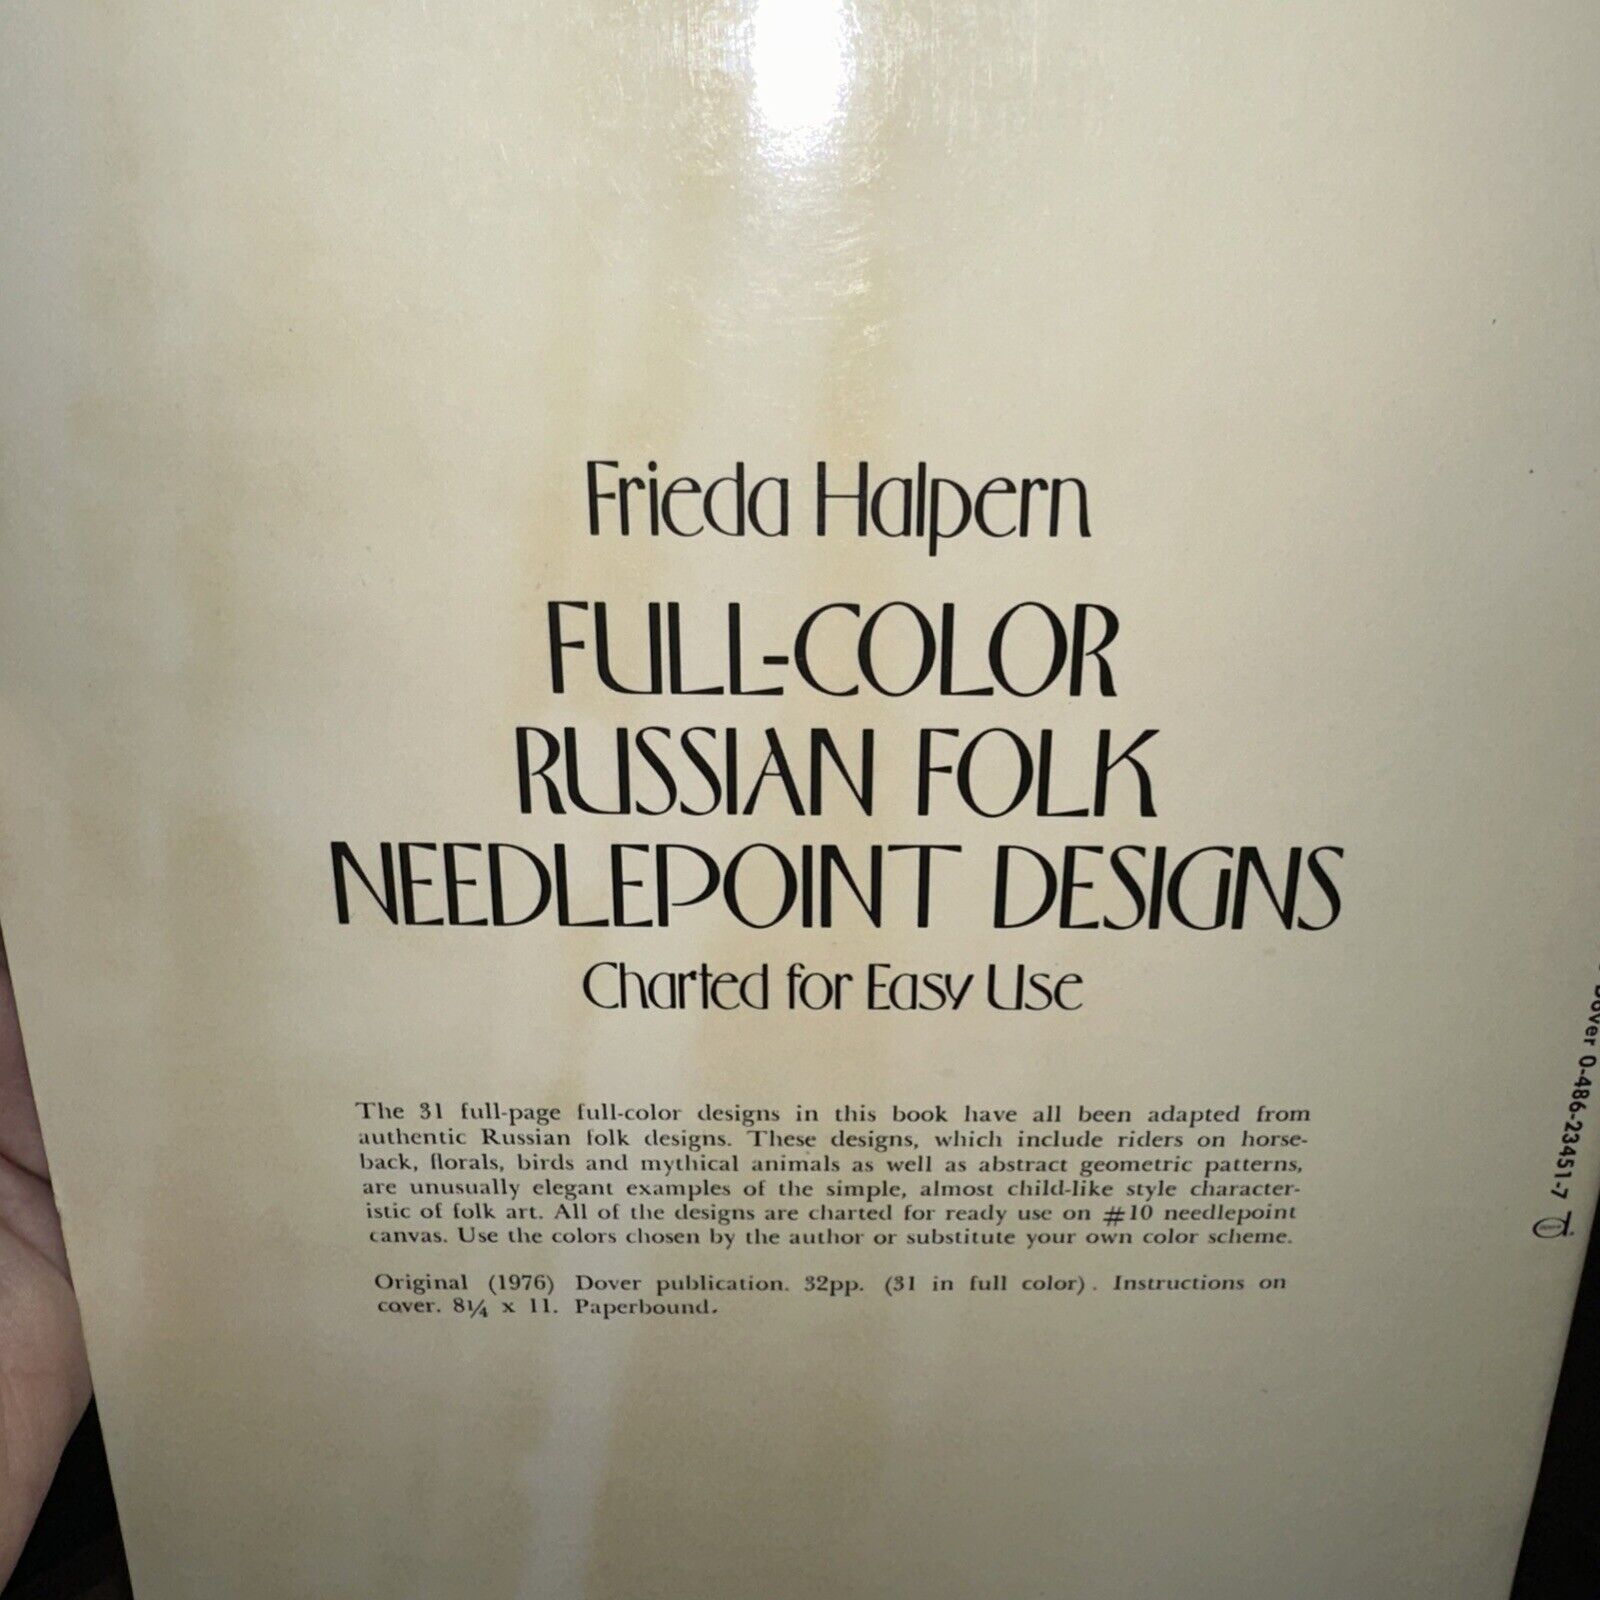 Frieda Halpern
FULL-COLOR
RUSSIAN FOLK
NEEDLEPOINT DESIGNS
Charted for Easy Use
The 31 full-page full-color designs in this book have all been adapted from
authentic Russian folk designs. These designs, which include riders on horse-
back, florals, birds and mythical animals as well as abstract geometric patterns,
are unusually elegant examples of the simple, almost child-like style character-
istic of folk art. All of the designs are charted for ready use on #10 needlepoint
canvas. Use the colors chosen by the author or substitute your own color scheme.
Original (1976) Dover publication. 32pp. (31 in full color). Instructions on
cover. 8¼ x 11. Paperbound.
Dover 0-486-23451-7